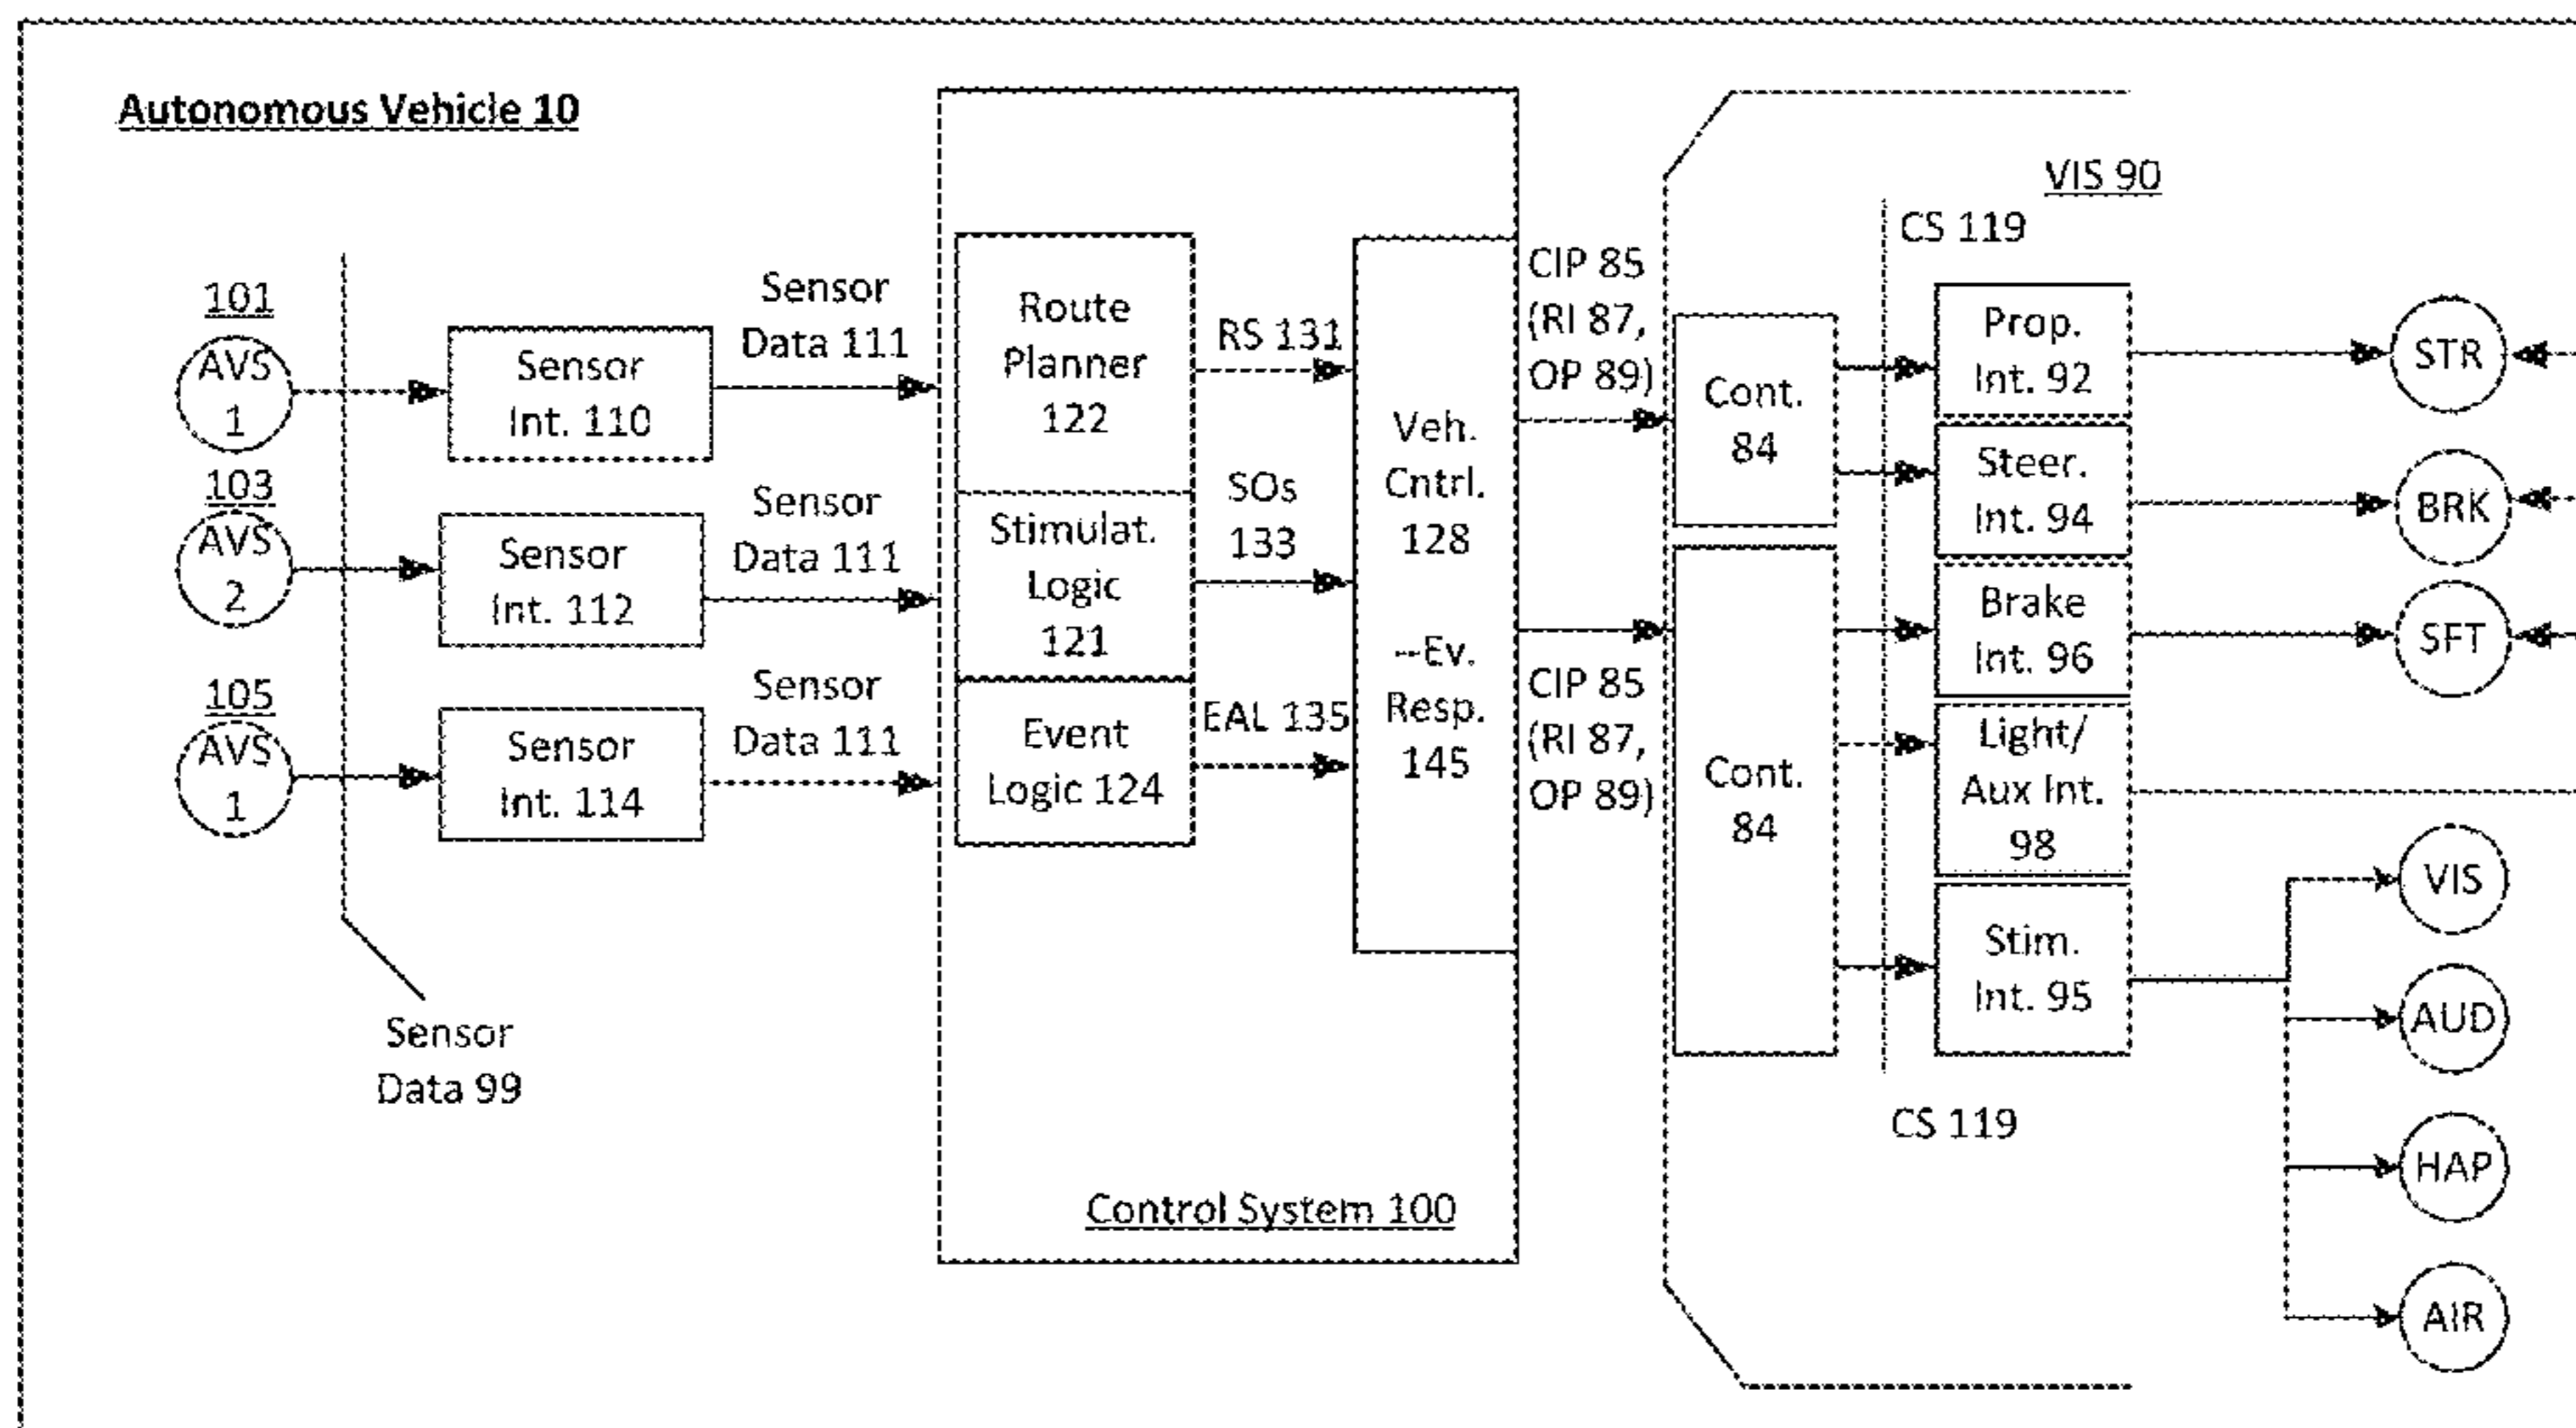 Autonomous Vehicle 10
101
AVS
1
103
AVS
2
105
AVS
1
Sensor
Data 99
Sensor
Int. 110
Sensor
Int. 112
Sensor
Int. 114
Sensor
Data 111
Sensor
Data 111
Sensor
Data 111
Route
Planner
122
Stimulat.
Logic
121
Event
Logic 124
RS 131
SOs
133
EAL 135
Veh.
Cntrl.
128
--Ev.
Resp.
145
Control System 100
CIP 85
(RI 87,
OP 89)
CIP 85
(RI 87,
OP 89)
VIS 90
CS 119
Cont.
84
Cont.
84
CS 119
Prop.
Int. 92
Steer.
Int. 94
Brake
Int. 96
Light/
Aux Int.
98
Stim.
Int. 95
STR
BRK
SFT
VIS
AUD
HAP
AIR